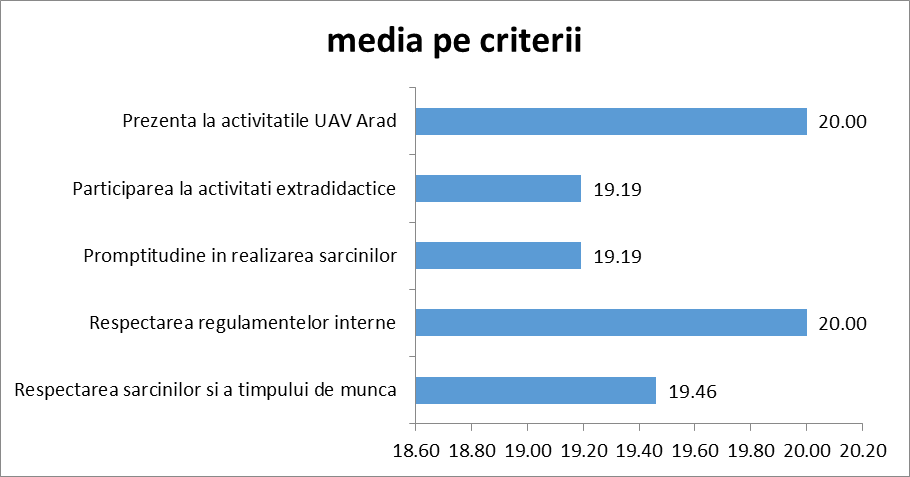 media pe criterii
Prezenta la activitatile UAV Arad
20.00
Participarea la activitati extradidactice
19.19
Promptitudine in realizarea sarcinilor
19.19
Respectarea regulamentelor interne
20.00
Respectarea sarcinilor si a timpului de munca
19.46
18.60 18.80 19.00 19.20 19.40 19.60 19.80 20.00 20.20